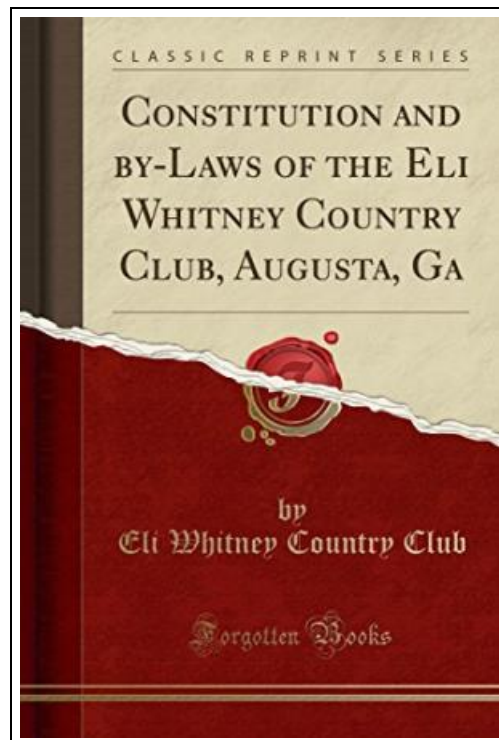 CLASSIC REPRINT SERIES
CONSTITUTION AND
BY-LAWS OF THE ELI
WHITNEY COUNTRY
CLUB, AUGUSTA, GA
F
by
Eli Whitney Country Club
Forgotten Books